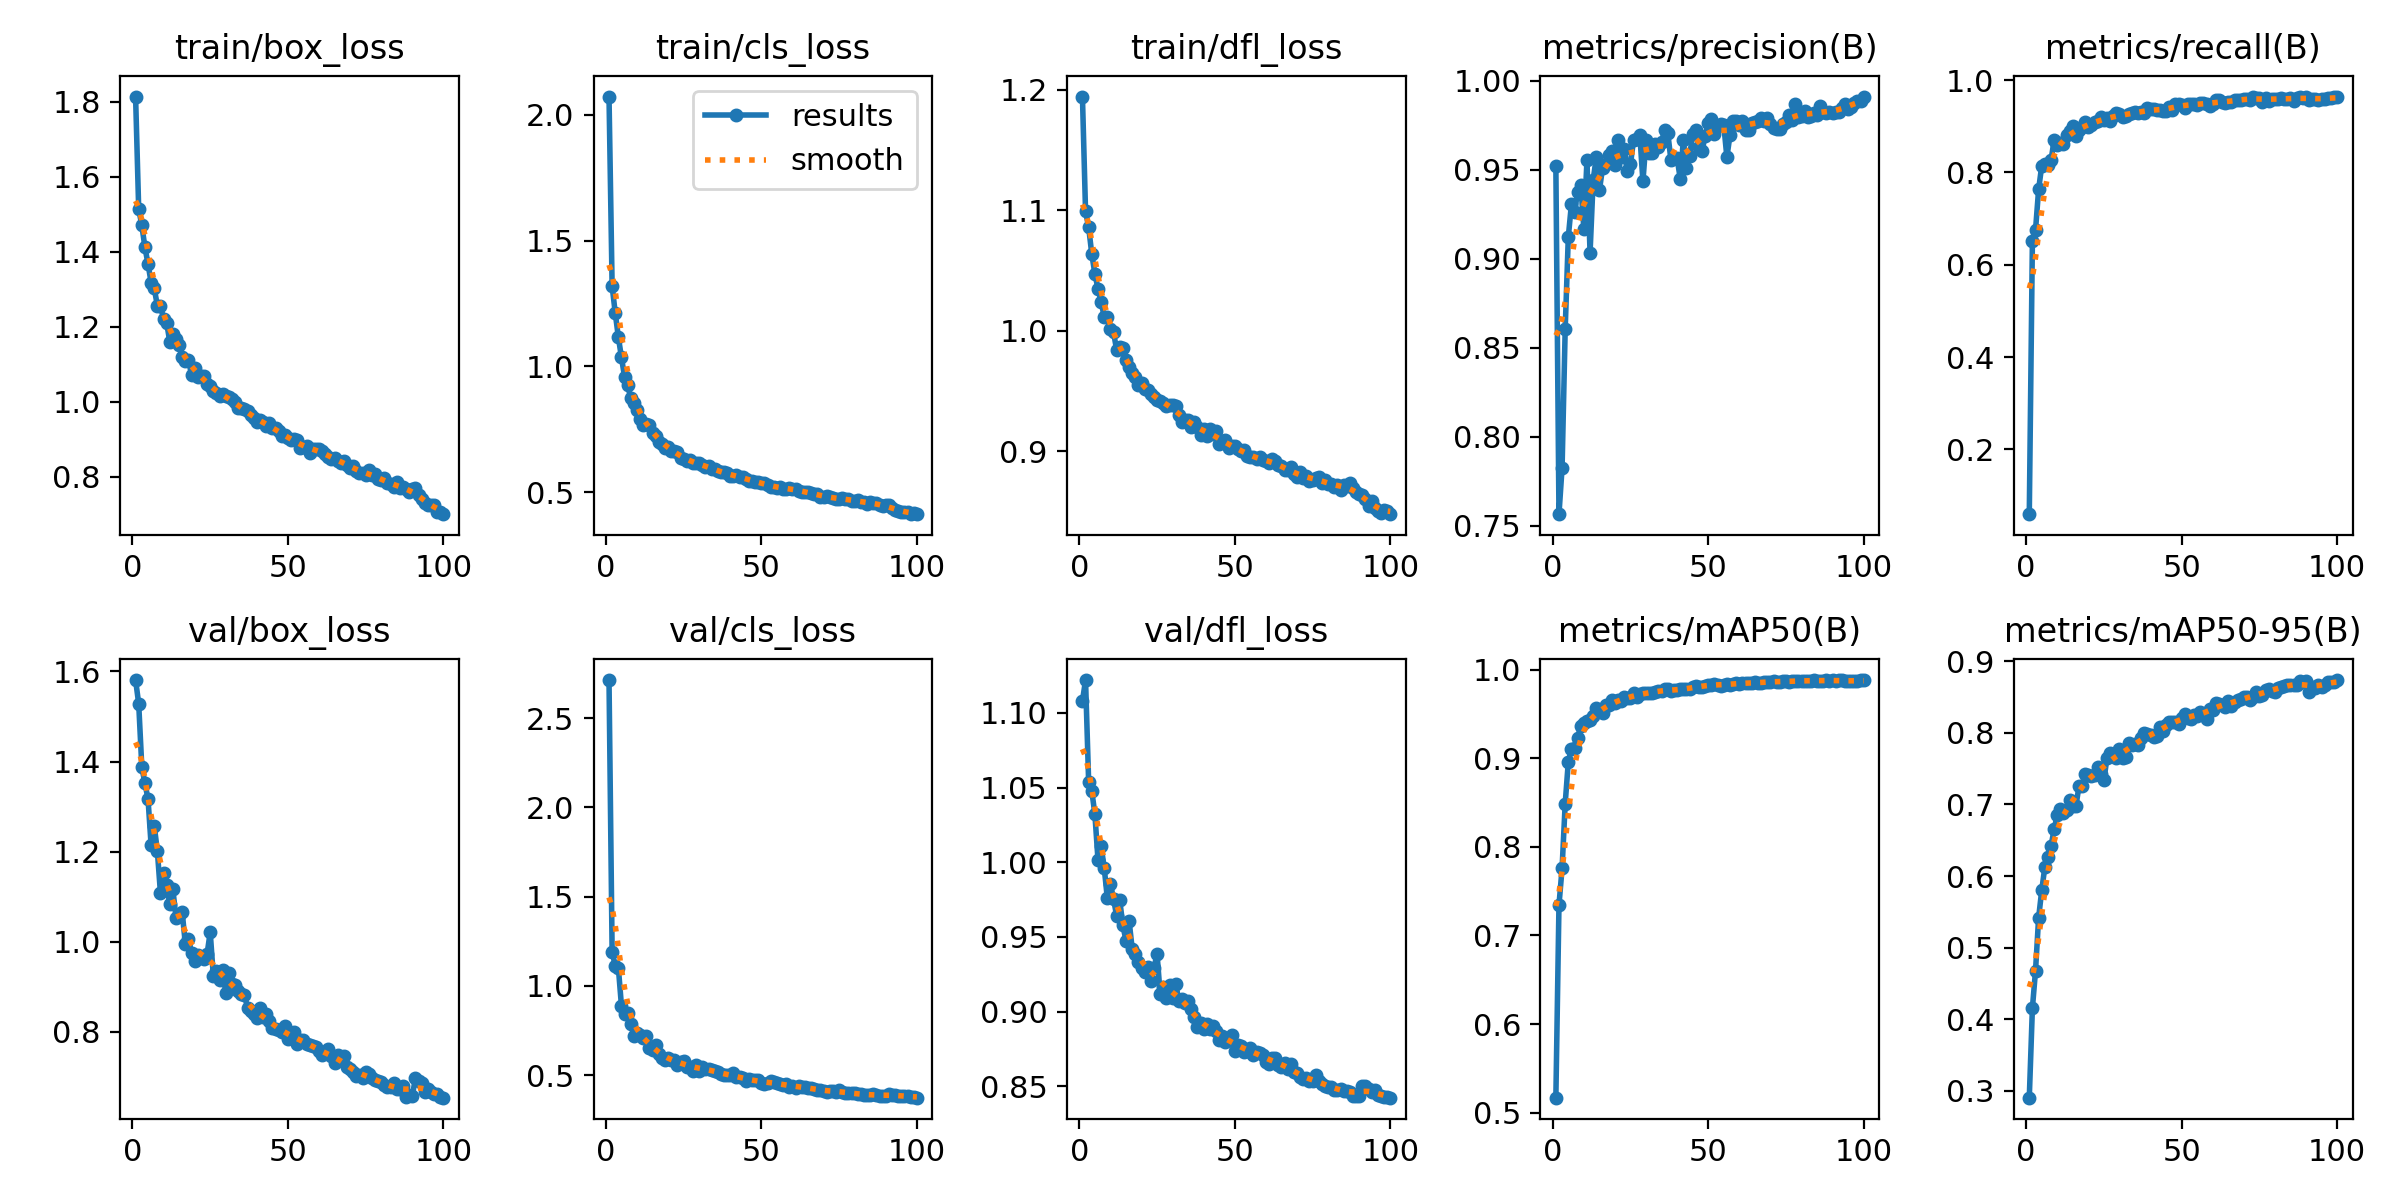 train/box_loss
1.8
1.6
1.4
1.2
1.0
0.8
0 50 100
train/cls_loss
results
smooth
2.0
1.5
1.0
0.5
0 50 100
train/dfl_loss
1.2
1.1
1.0
0.9
0 50 100
metrics/precision(B)
1.00
0.95
0.90
0.85
0.80
0.75
0 50 100
metrics/recall(B)
1.0
0.8
0.6
0.4
0.2
0 50 100
val/box_loss
1.6
1.4
1.2
1.0
0.8
0 50 100
val/cls_loss
2.5
2.0
1.5
1.0
0.5
0 50 100
val/dfl_loss
1.10
1.05
1.00
0.95
0.90
0.85
0 50 100
metrics/mAP50(B)
1.0
0.9
0.8
0.7
0.6
0.5
0 50 100
metrics/mAP50-95(B)
0.9
0.8
0.7
0.6
0.5
0.4
0.3
0 50 100